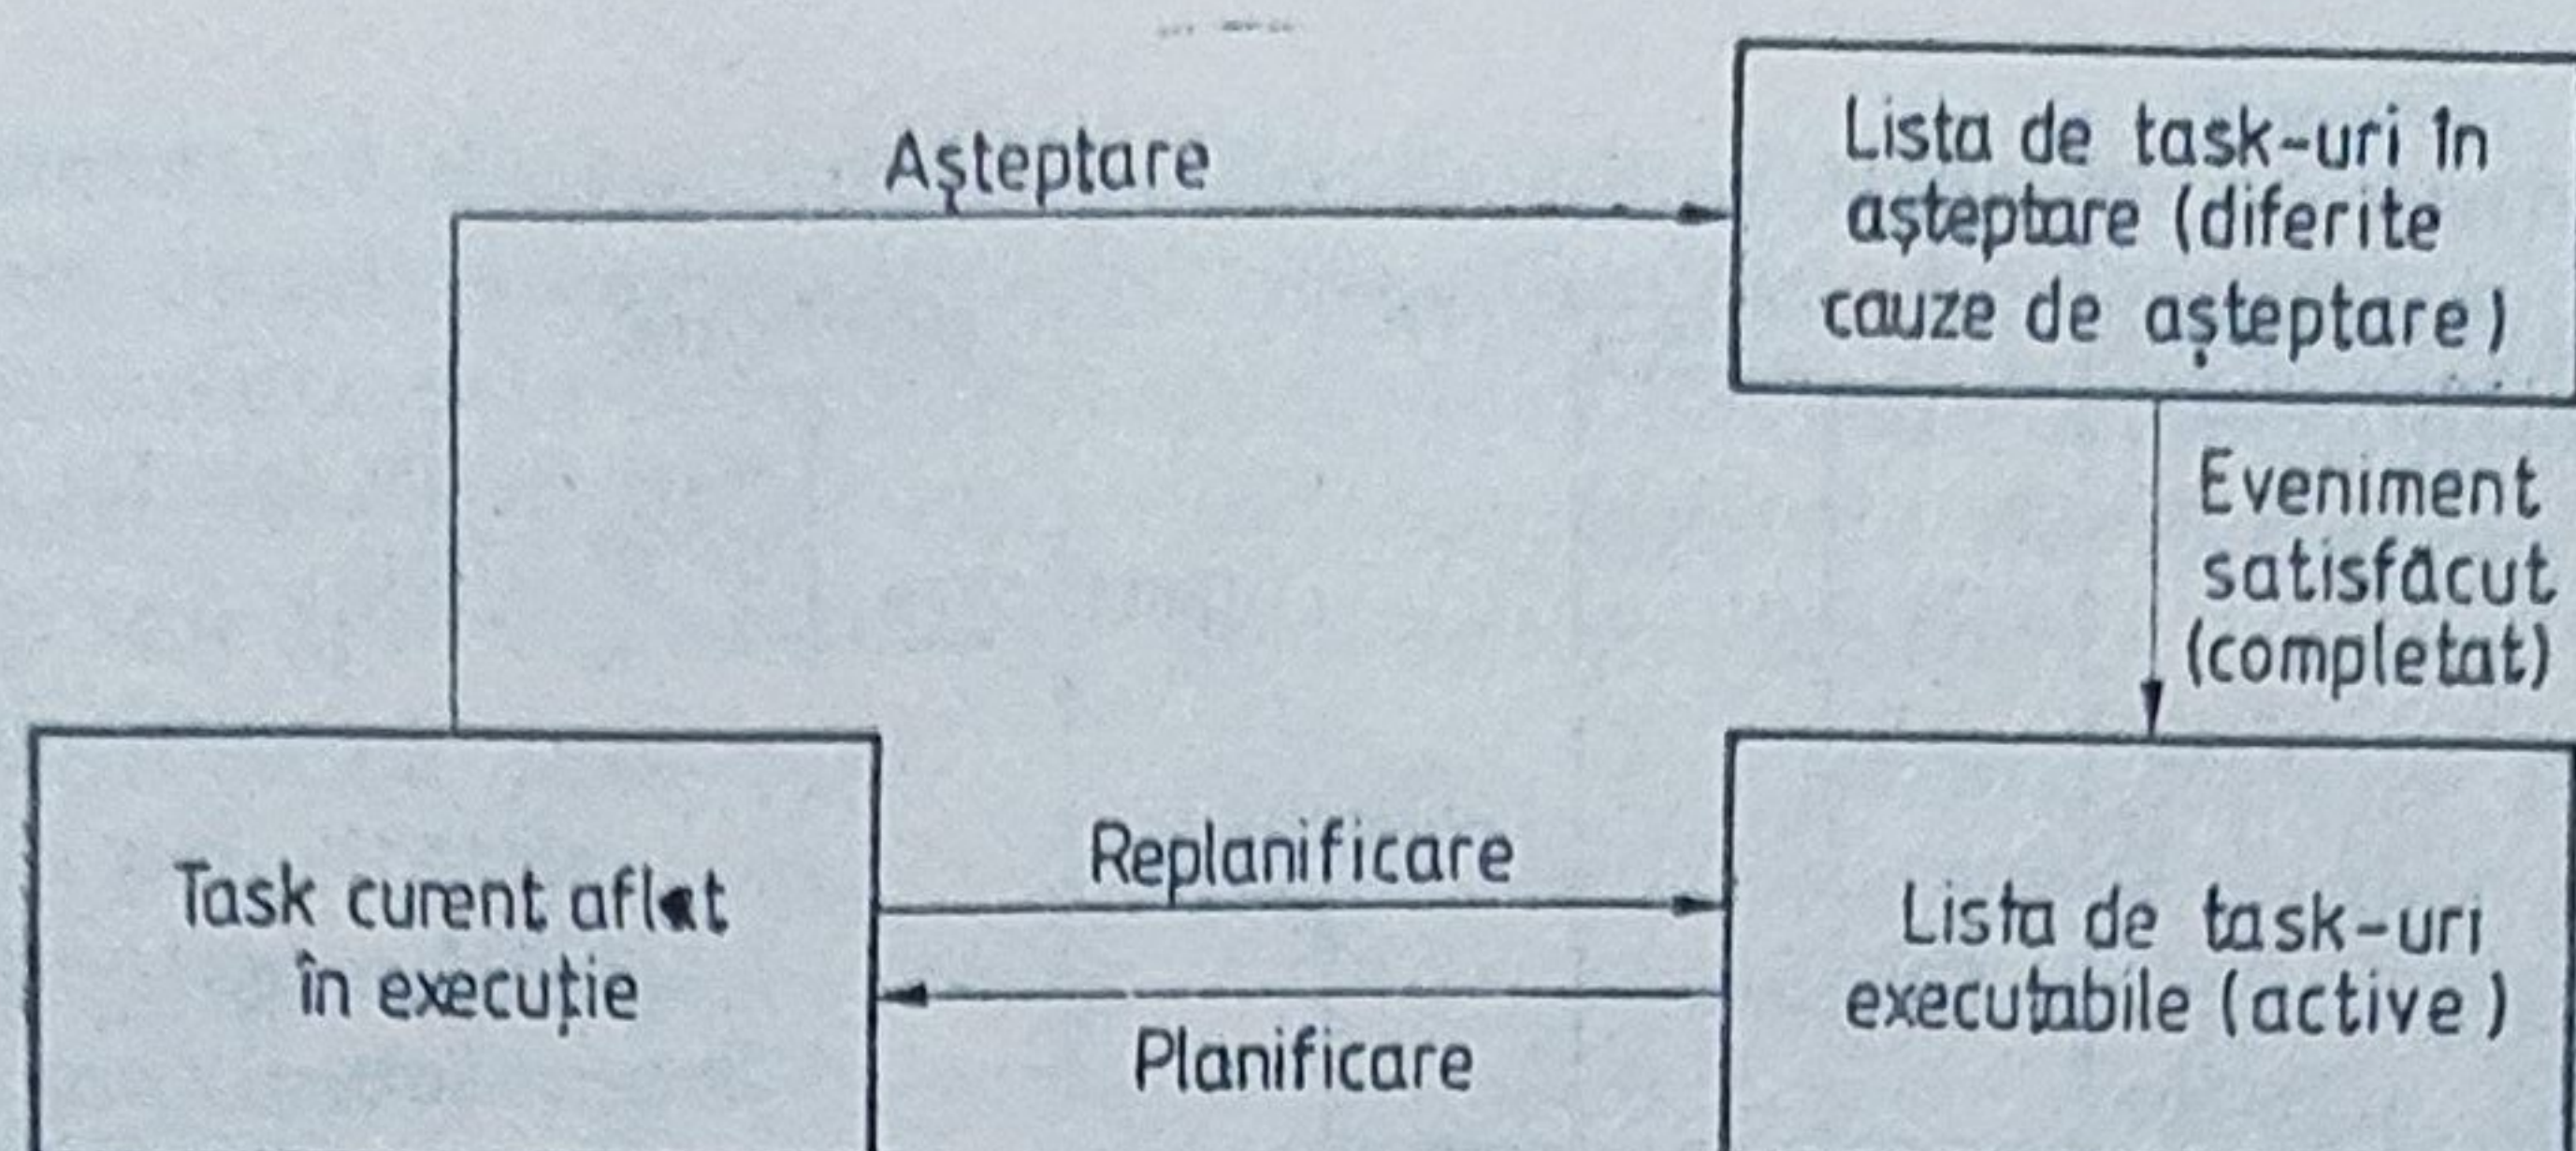 Așteptare
Lista de task-uri în
așteptare (diferite
cauze de așteptare)
Eveniment
satisfăcut
(completat)
Task curent aflat
în execuție
Replanificare
Planificare
Lista de task-uri
executabile (active)